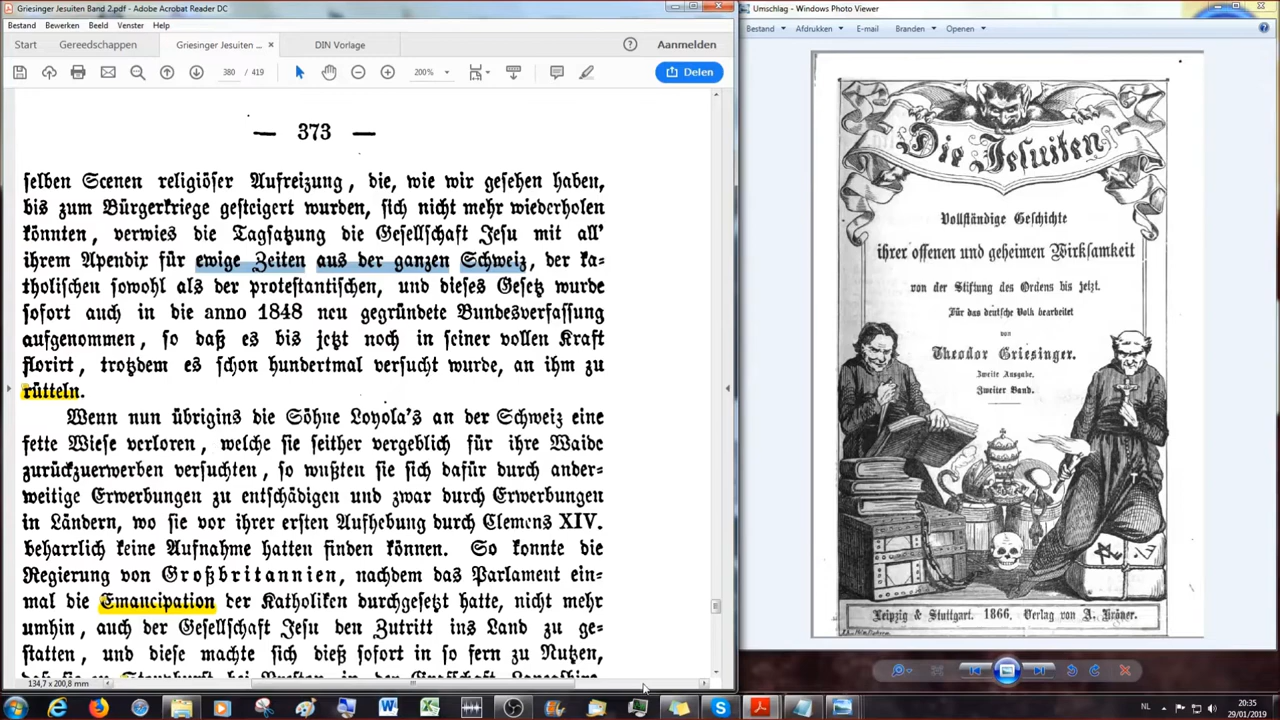 Griesinger Jesuiten Band 2.pdf - Adobe Acrobat Reader DC
Bestand Bewerken Beeld Venster Help
Start Gereedschappen Griesinger Jesuiten ... × DIN Vorlage Aanmelden
380 / 419 200% Delen
— 373 —
selben Scenen religiöser Aufreizung, die, wie wir gesehen haben,
bis zum Bürgerkriege gesteigert wurden, sich nicht mehr wiederholen
könnten, verwies die Tagsatzung die Gesellschaft Jesu mit all'
ihrem Apendix für ewige Zeiten aus der ganzen Schweiz, der ka=
tholischen sowohl als der protestantischen, und dieses Gesetz wurde
sofort auch in die anno 1848 neu gegründete Bundesverfassung
aufgenommen, so daß es bis jetzt noch in seiner vollen Kraft
florirt, trotzdem es schon hundertmal versucht wurde, an ihm zu
rütteln.
Wenn nun übrigins die Söhne Loyola's an der Schweiz eine
fette Wiese verloren, welche sie seither vergeblich für ihre Waide
zurückzuerwerben versuchten, so wußten sie sich dafür durch ander=
weitige Erwerbungen zu entschädigen und zwar durch Erwerbungen
in Ländern, wo sie vor ihrer ersten Aufhebung durch Clemens XIV.
beharrlich keine Aufnahme hatten finden können. So konnte die
Regierung von Großbritannien, nachdem das Parlament ein=
mal die Emancipation der Katholiken durchgesetzt hatte, nicht mehr
umhin, auch der Gesellschaft Jesu den Zutritt ins Land zu ge=
statten, und diese machte sich dieß sofort in so fern zu Nutzen,
134,7 x 200,8 mm
Umschlag - Windows Photo Viewer
Bestand Afdrukken E-mail Branden Openen
Die Jesuiten
Vollständige Geschichte
ihrer offenen und geheimen Wirksamkeit
von der Stiftung des Ordens bis jetzt.
Für das deutsche Volk bearbeitet
von
Theodor Griesinger.
Zweite Ausgabe.
Zweiter Band.
Leipzig & Stuttgart. 1866. Verlag von A. Kröner.
NL 20:35
29/01/2019